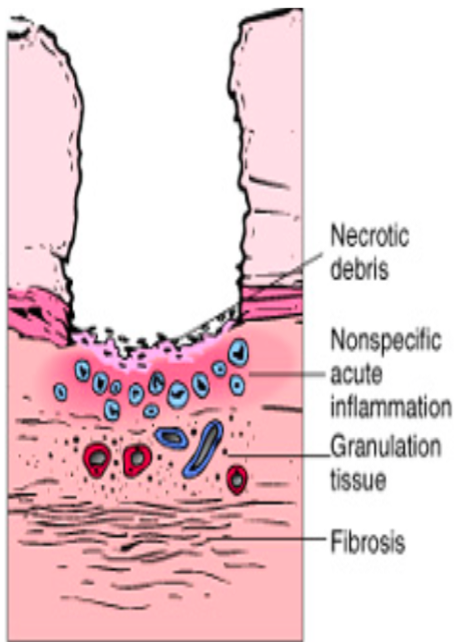 Necrotic
debris
Nonspecific
acute
inflammation
Granulation
tissue
Fibrosis